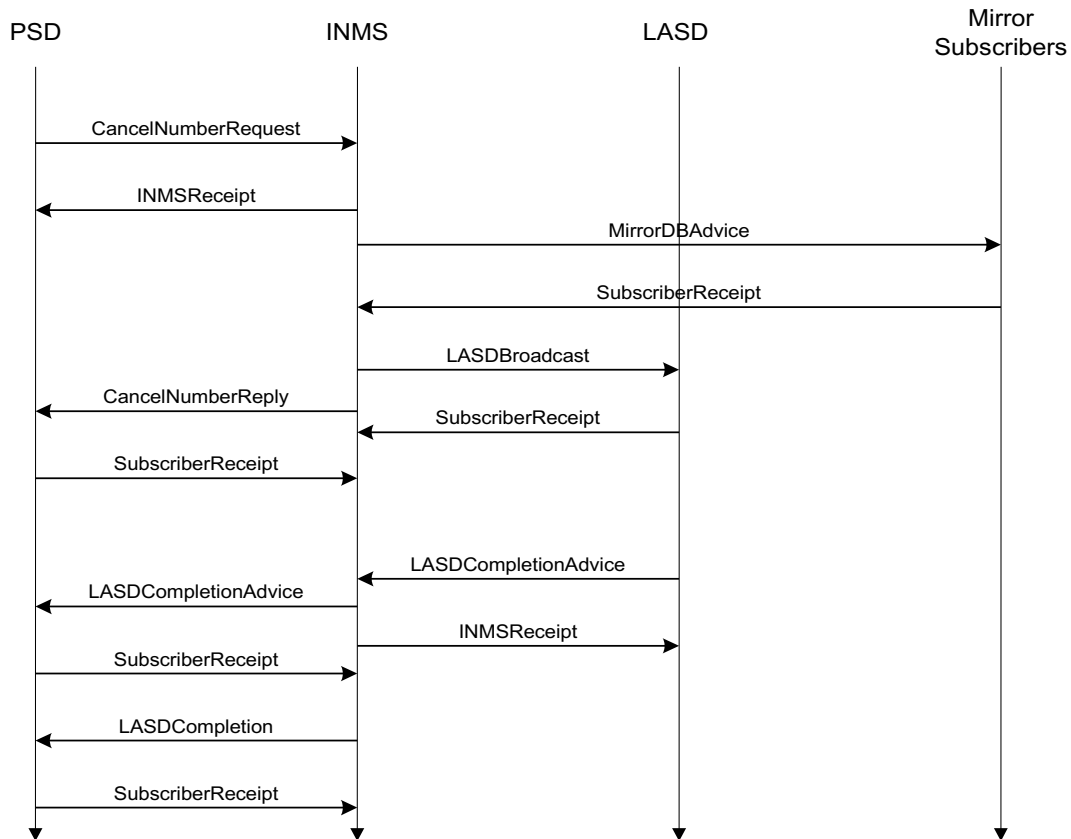 PSD
INMS
LASD
Mirror
Subscribers
CancelNumberRequest
INMSReceipt
MirrorDBAdvice
SubscriberReceipt
LASDBroadcast
CancelNumberReply
SubscriberReceipt
SubscriberReceipt
LASDCompletionAdvice
LASDCompletionAdvice
INMSReceipt
SubscriberReceipt
LASDCompletion
SubscriberReceipt